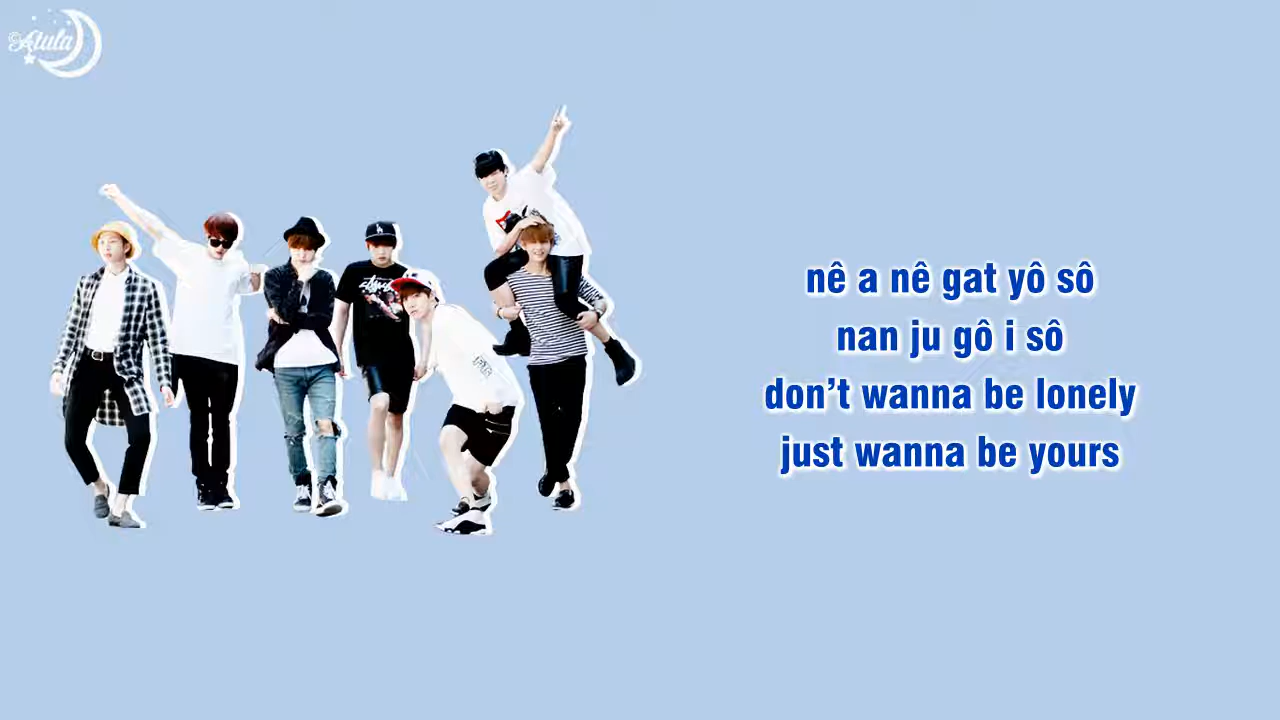 ©Alula
nê a nê gat yô sô
nan ju gô i sô
don’t wanna be lonely
just wanna be yours